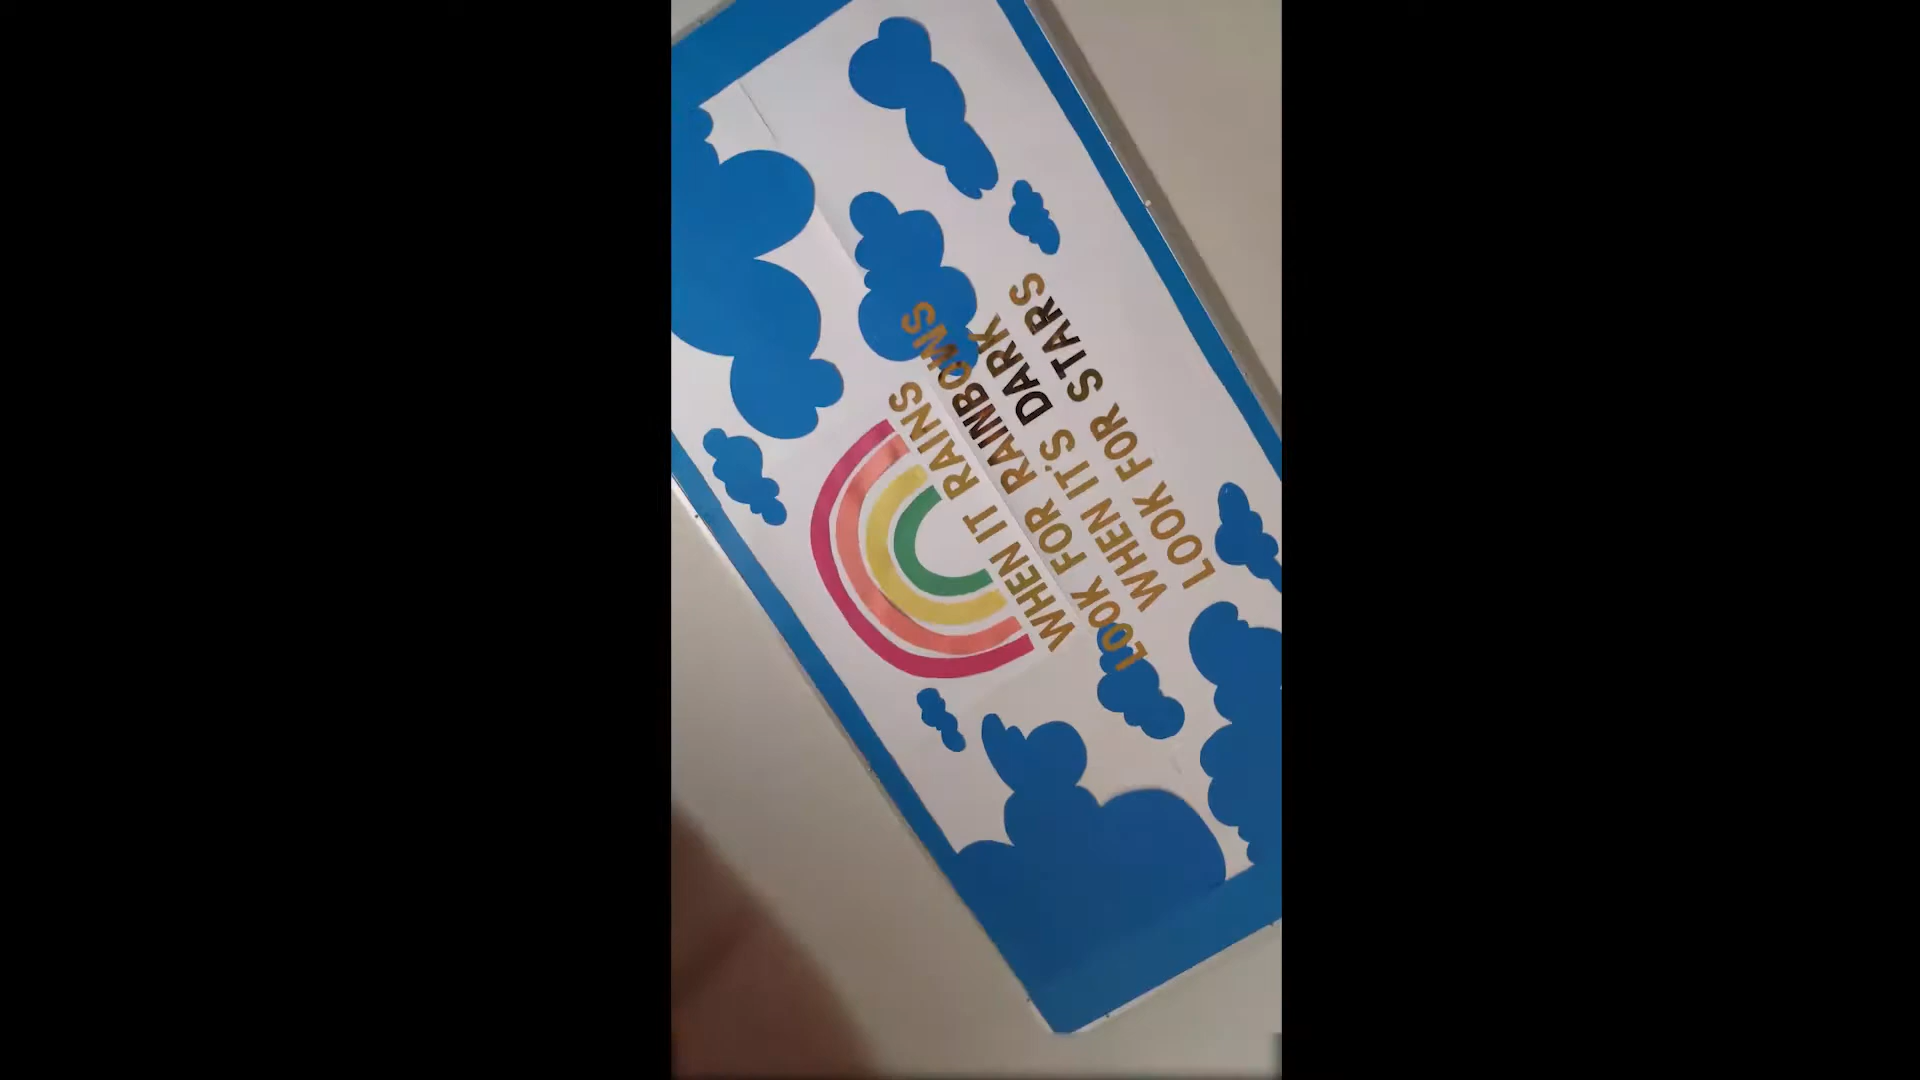 WHEN IT RAINS
LOOK FOR RAINBOWS
WHEN IT'S DARK
LOOK FOR STARS